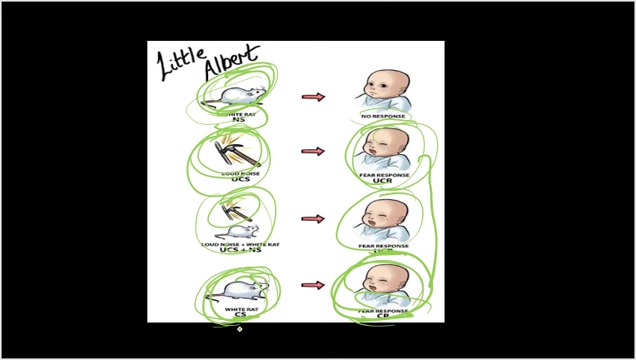 Little
Albert
WHITE RAT
NS
NO RESPONSE
LOUD NOISE
UCS
FEAR RESPONSE
UCR
LOUD NOISE + WHITE RAT
UCS + NS
FEAR RESPONSE
UCR
WHITE RAT
CS
FEAR RESPONSE
CR